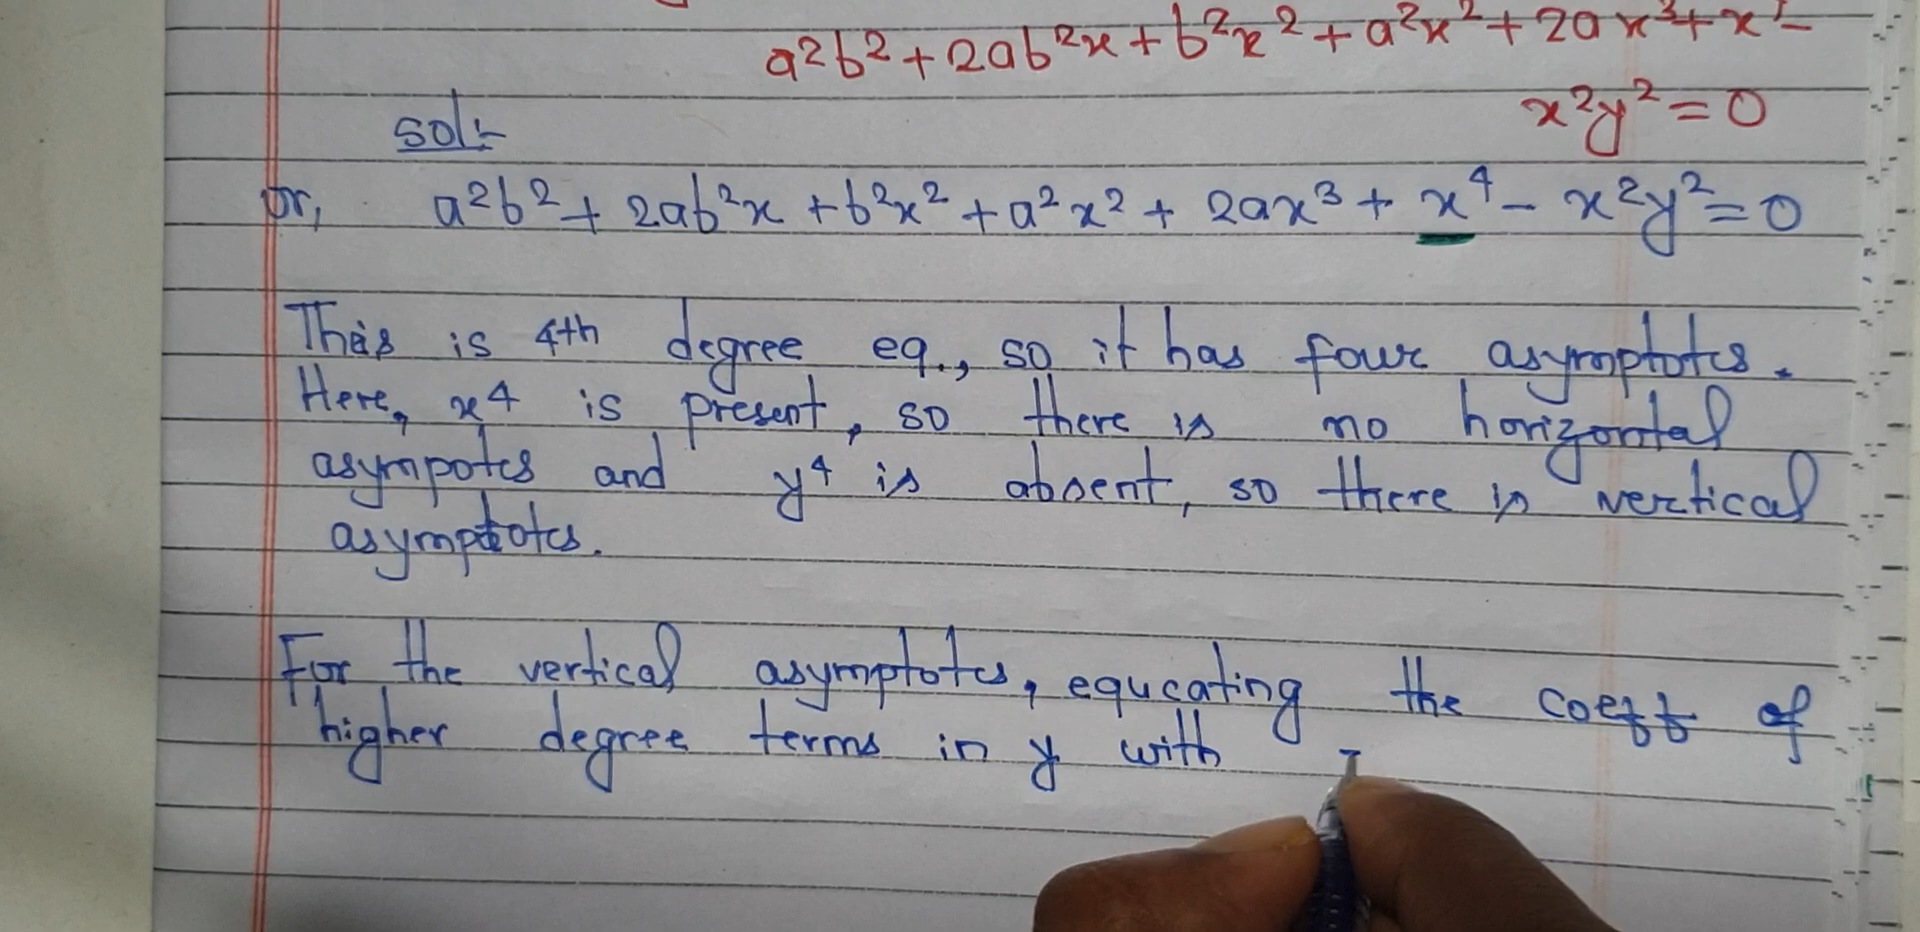 a²b² + 2ab²x + b²x² + a²x² + 2ax³ + x⁴ -
x²y² = 0
sol:-
or, a²b² + 2ab²x + b²x² + a²x² + 2ax³ + x⁴ - x²y² = 0
This is 4th degree eq., so it has four asymptotes.
Here, x⁴ is present, so there is no horizontal
asympotes and y⁴ is absent, so there is vertical
asymptotes.
For the vertical asymptotes, equcating the coeff of
higher degree terms in y with